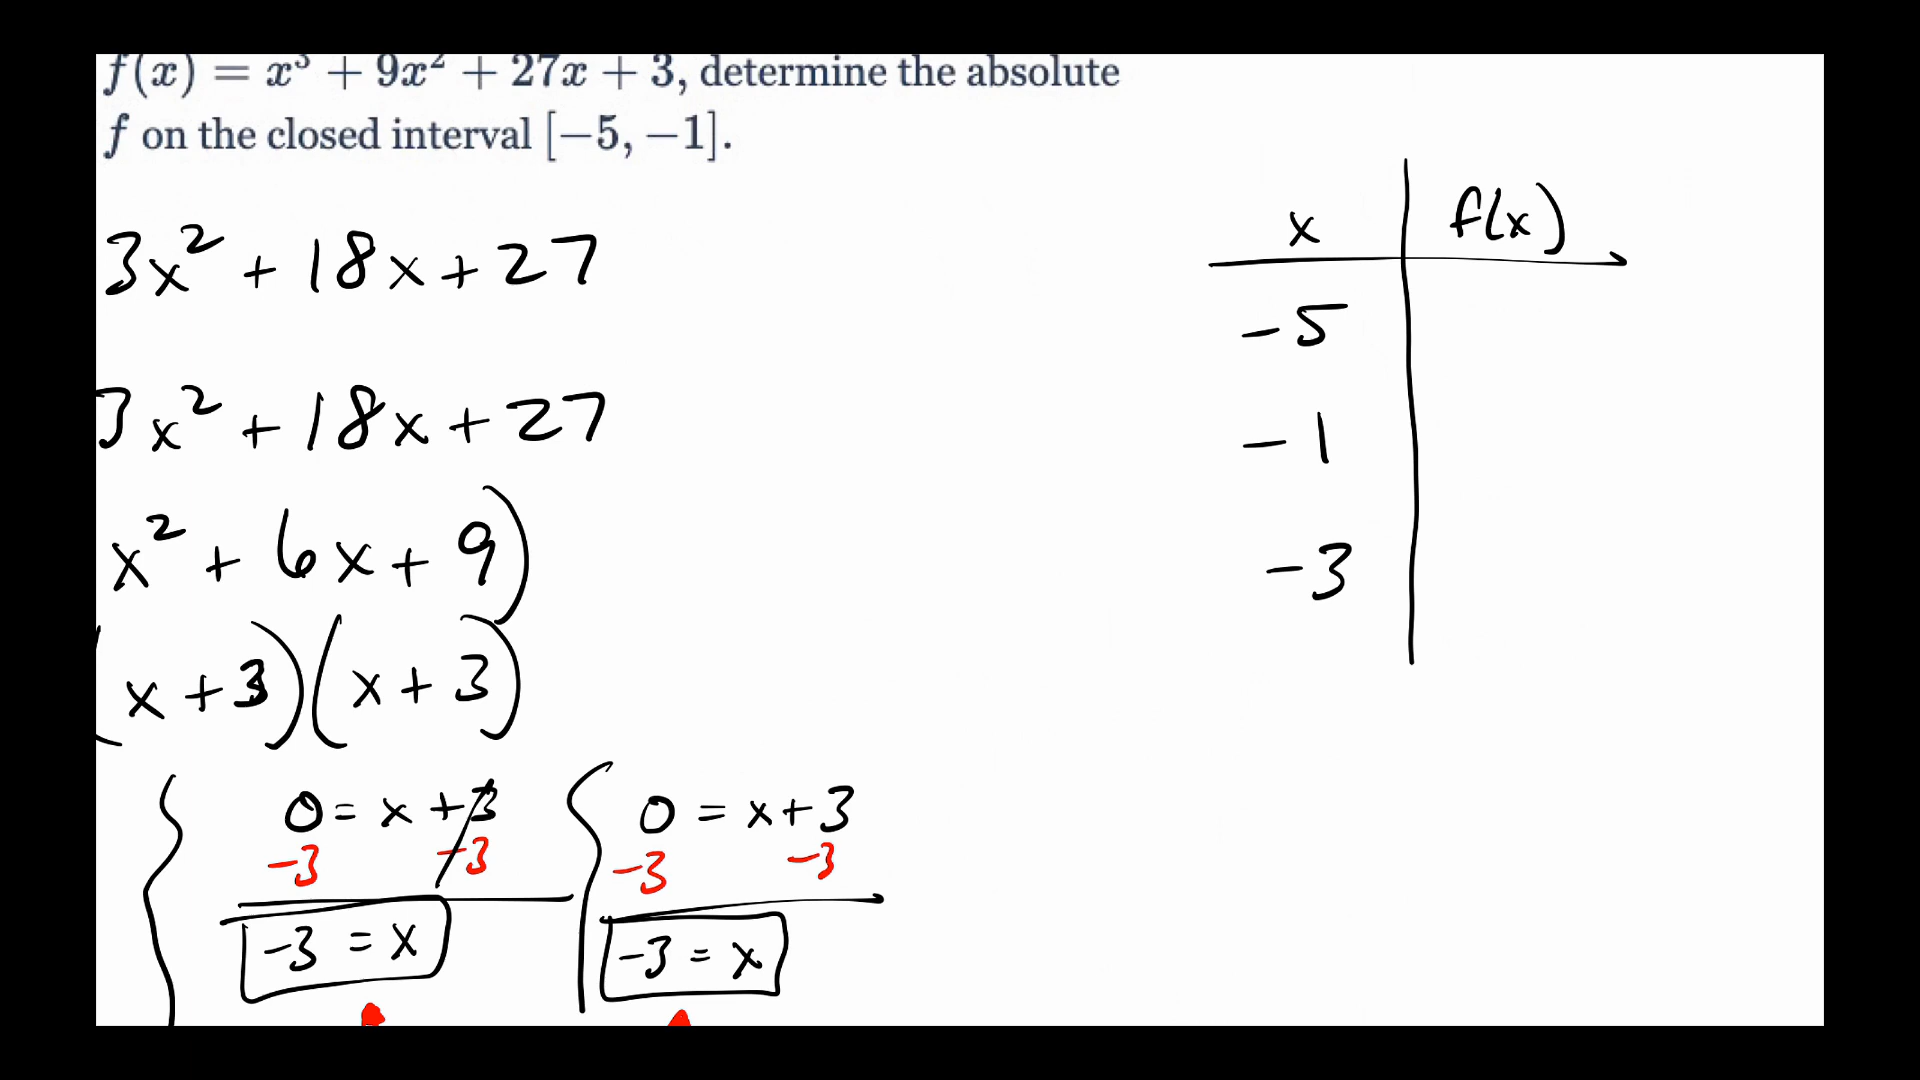 f(x) = x³ + 9x² + 27x + 3, determine the absolute
f on the closed interval [−5, −1].
x f(x)
3x² + 18x + 27
-5
3x² + 18x + 27
-1
x² + 6x + 9)
-3
(x + 3)(x + 3)
0 = x + 3 0 = x + 3
-3 -3 -3 -3
-3 = x -3 = x